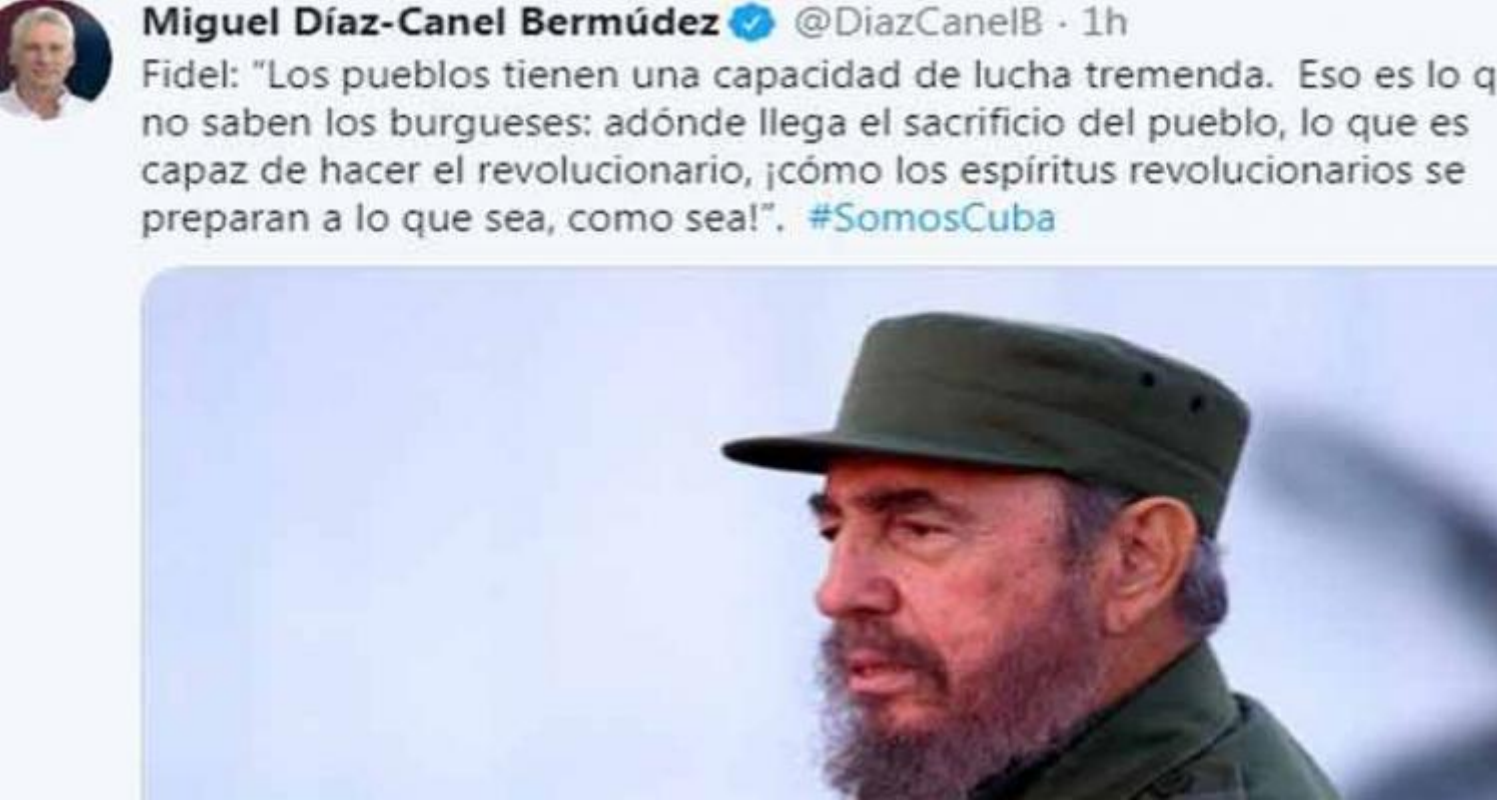 Miguel Díaz-Canel Bermúdez @DiazCanelB · 1h
Fidel: "Los pueblos tienen una capacidad de lucha tremenda. Eso es lo q
no saben los burgueses: adónde llega el sacrificio del pueblo, lo que es
capaz de hacer el revolucionario, ¡cómo los espíritus revolucionarios se
preparan a lo que sea, como sea!". #SomosCuba